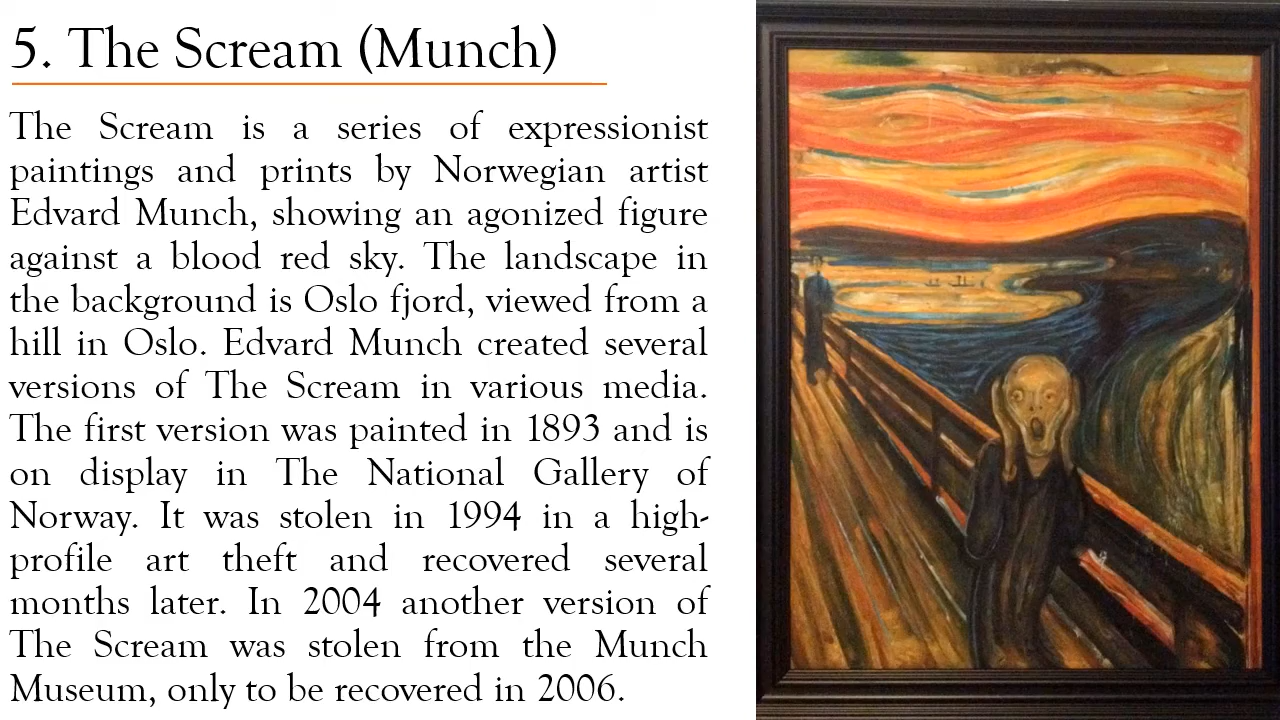 5. The Scream (Munch)
The Scream is a series of expressionist
paintings and prints by Norwegian artist
Edvard Munch, showing an agonized figure
against a blood red sky. The landscape in
the background is Oslo fjord, viewed from a
hill in Oslo. Edvard Munch created several
versions of The Scream in various media.
The first version was painted in 1893 and is
on display in The National Gallery of
Norway. It was stolen in 1994 in a high-
profile art theft and recovered several
months later. In 2004 another version of
The Scream was stolen from the Munch
Museum, only to be recovered in 2006.